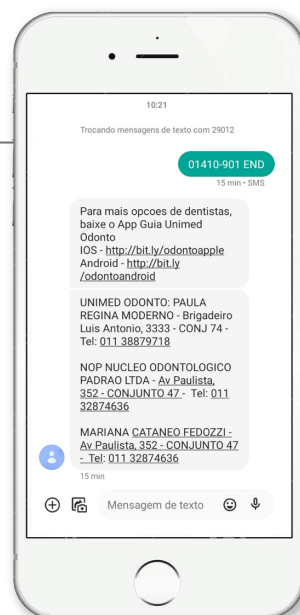 10:21
Trocando mensagens de texto com 29012
01410-901 END
15 min • SMS
Para mais opcoes de dentistas,
baixe o App Guia Unimed
Odonto
IOS - http://bit.ly/odontoapple
Android - http://bit.ly
/odontoandroid
UNIMED ODONTO: PAULA
REGINA MODERNO - Brigadeiro
Luis Antonio, 3333 - CONJ 74 -
Tel: 011 38879718
NOP NUCLEO ODONTOLOGICO
PADRAO LTDA - Av Paulista,
352 - CONJUNTO 47 - Tel: 011
32874636
MARIANA CATANEO FEDOZZI -
Av Paulista, 352 - CONJUNTO 47
- Tel: 011 32874636
15 min
Mensagem de texto